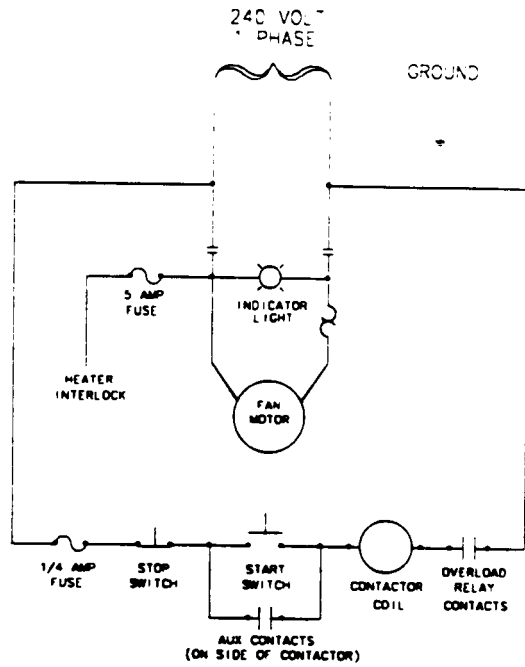 240 VOLT
1 PHASE
GROUND
5 AMP
FUSE
INDICATOR
LIGHT
HEATER
INTERLOCK
FAN
MOTOR
1/4 AMP
FUSE
STOP
SWITCH
START
SWITCH
CONTACTOR
COIL
OVERLOAD
RELAY
CONTACTS
AUX CONTACTS
(ON SIDE OF CONTACTOR)